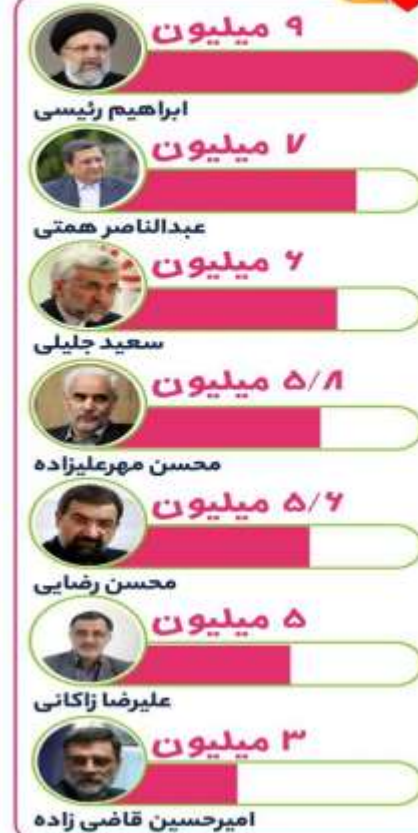 ۹ میلیون
ابراهیم رئیسی
۷ میلیون
عبدالناصر همتی
۶ میلیون
سعید جلیلی
۵/۸ میلیون
محسن مهرعلیزاده
۵/۶ میلیون
محسن رضایی
۵ میلیون
علیرضا زاکانی
۳ میلیون
امیرحسین قاضی زاده